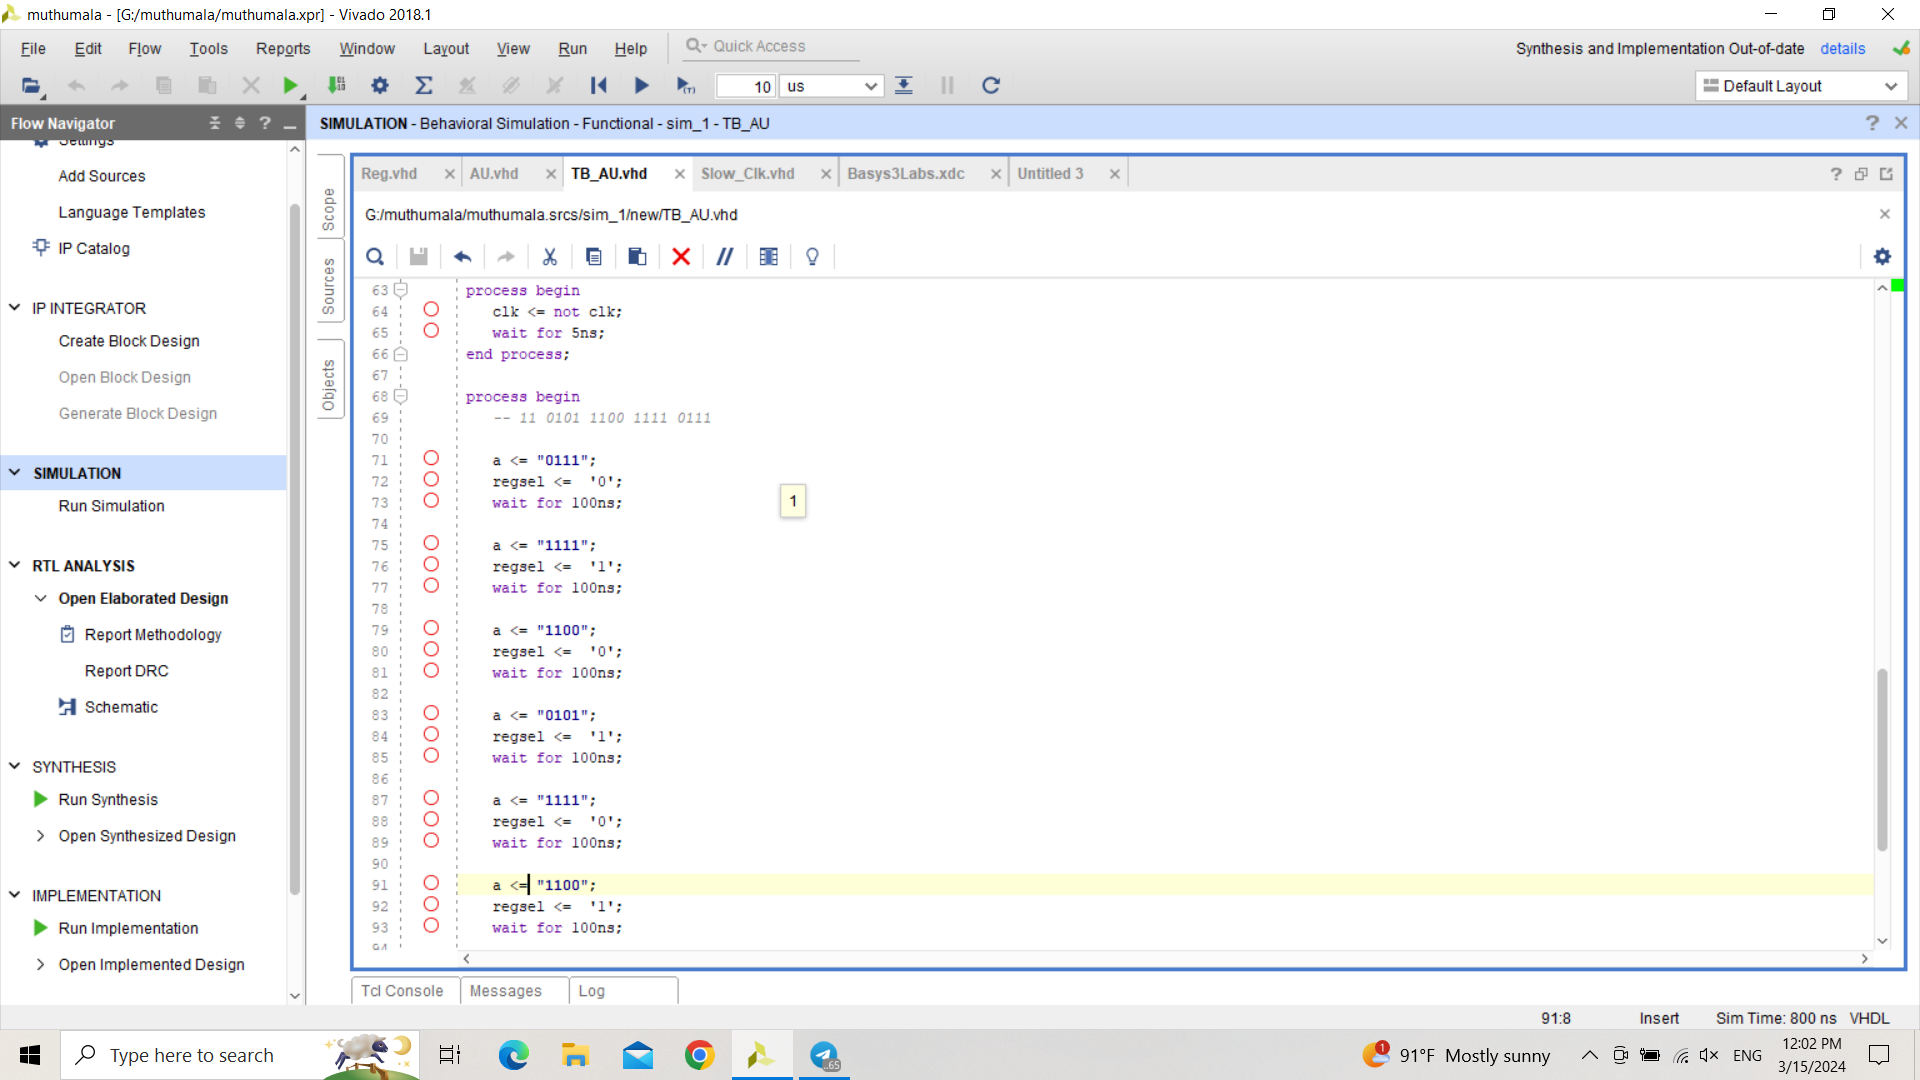 muthumala - [G:/muthumala/muthumala.xpr] - Vivado 2018.1
File Edit Flow Tools Reports Window Layout View Run Help Quick Access
Synthesis and Implementation Out-of-date details
10 us
Default Layout
Flow Navigator
SIMULATION - Behavioral Simulation - Functional - sim_1 - TB_AU
Settings
Add Sources
Language Templates
IP Catalog
IP INTEGRATOR
Create Block Design
Open Block Design
Generate Block Design
SIMULATION
Run Simulation
RTL ANALYSIS
Open Elaborated Design
Report Methodology
Report DRC
Schematic
SYNTHESIS
Run Synthesis
Open Synthesized Design
IMPLEMENTATION
Run Implementation
Open Implemented Design
Scope
Sources
Objects
Reg.vhd AU.vhd TB_AU.vhd Slow_Clk.vhd Basys3Labs.xdc Untitled 3
G:/muthumala/muthumala.srcs/sim_1/new/TB_AU.vhd
63 process begin
64 clk <= not clk;
65 wait for 5ns;
66 end process;
67
68 process begin
69 -- 11 0101 1100 1111 0111
70
71 a <= "0111";
72 regsel <=  '0';
73 wait for 100ns;
74
75 a <= "1111";
76 regsel <=  '1';
77 wait for 100ns;
78
79 a <= "1100";
80 regsel <=  '0';
81 wait for 100ns;
82
83 a <= "0101";
84 regsel <=  '1';
85 wait for 100ns;
86
87 a <= "1111";
88 regsel <=  '0';
89 wait for 100ns;
90
91 a <= "1100";
92 regsel <=  '1';
93 wait for 100ns;
94
1
Tcl Console Messages Log
91:8 Insert Sim Time: 800 ns VHDL
Type here to search
65
1
91°F Mostly sunny
ENG
12:02 PM
3/15/2024